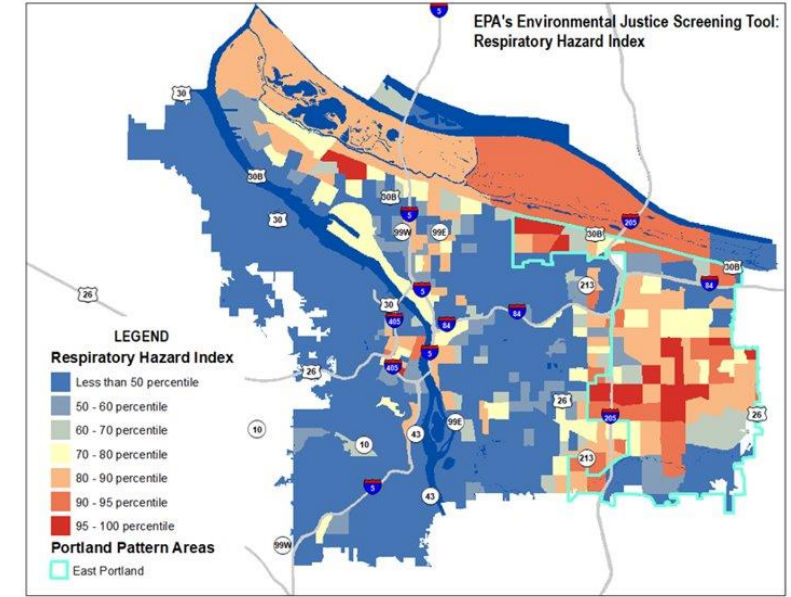 EPA's Environmental Justice Screening Tool:
Respiratory Hazard Index
5
30
30B
30B
5
205
30
99W
99E
30B
30B
213
84
26
5
30
405
84
84
LEGEND
Respiratory Hazard Index
5
405
26
Less than 50 percentile
50 - 60 percentile
26
26
60 - 70 percentile
205
99E
10
43
70 - 80 percentile
10
80 - 90 percentile
213
5
90 - 95 percentile
43
95 - 100 percentile
99W
Portland Pattern Areas
East Portland